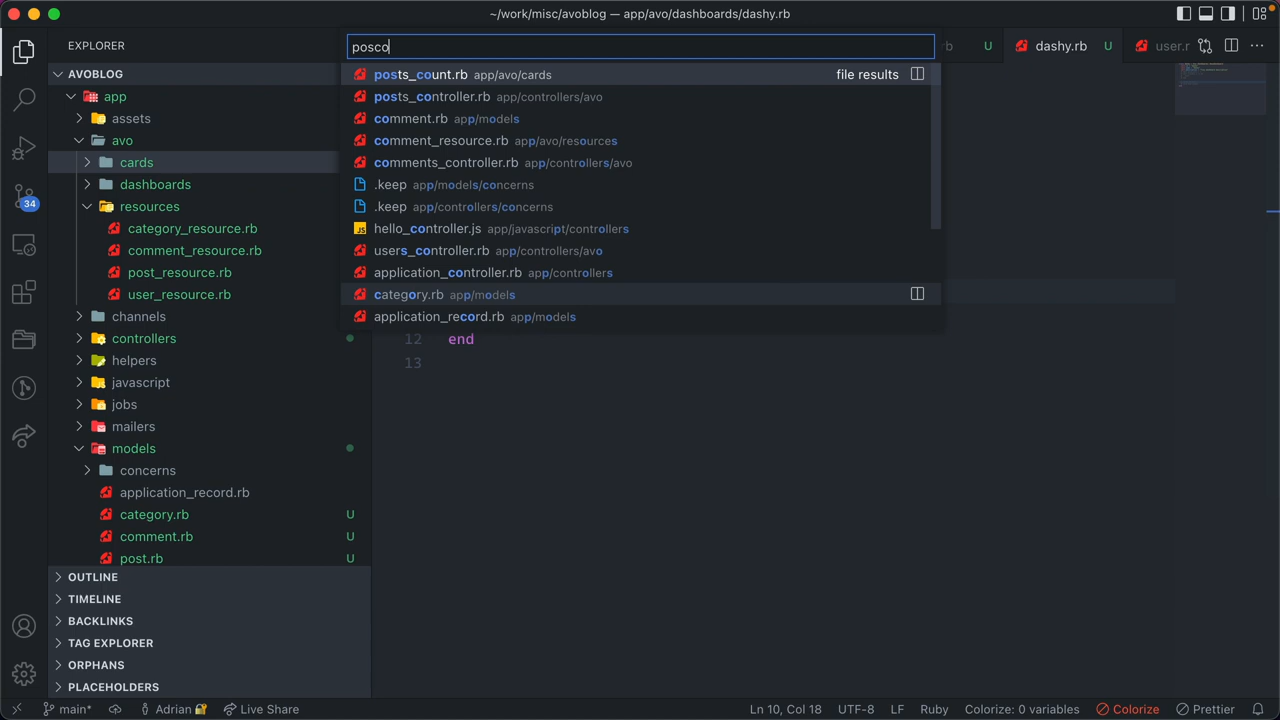 ~/work/misc/avoblog — app/avo/dashboards/dashy.rb
EXPLORER
posco
rb U
dashy.rb U
user.r
AVOBLOG
app
assets
avo
cards
dashboards
resources
category_resource.rb
comment_resource.rb
post_resource.rb
user_resource.rb
channels
controllers
helpers
javascript
jobs
mailers
models
concerns
application_record.rb
category.rb U
comment.rb U
post.rb U
OUTLINE
TIMELINE
BACKLINKS
TAG EXPLORER
ORPHANS
PLACEHOLDERS
34
posts_count.rb app/avo/cards file results
posts_controller.rb app/controllers/avo
comment.rb app/models
comment_resource.rb app/avo/resources
comments_controller.rb app/controllers/avo
.keep app/models/concerns
.keep app/controllers/concerns
JS hello_controller.js app/javascript/controllers
users_controller.rb app/controllers/avo
application_controller.rb app/controllers
category.rb app/models
application_record.rb app/models
12 end
13
main* Adrian🔐 Live Share Ln 10, Col 18 UTF-8 LF Ruby Colorize: 0 variables Colorize Prettier